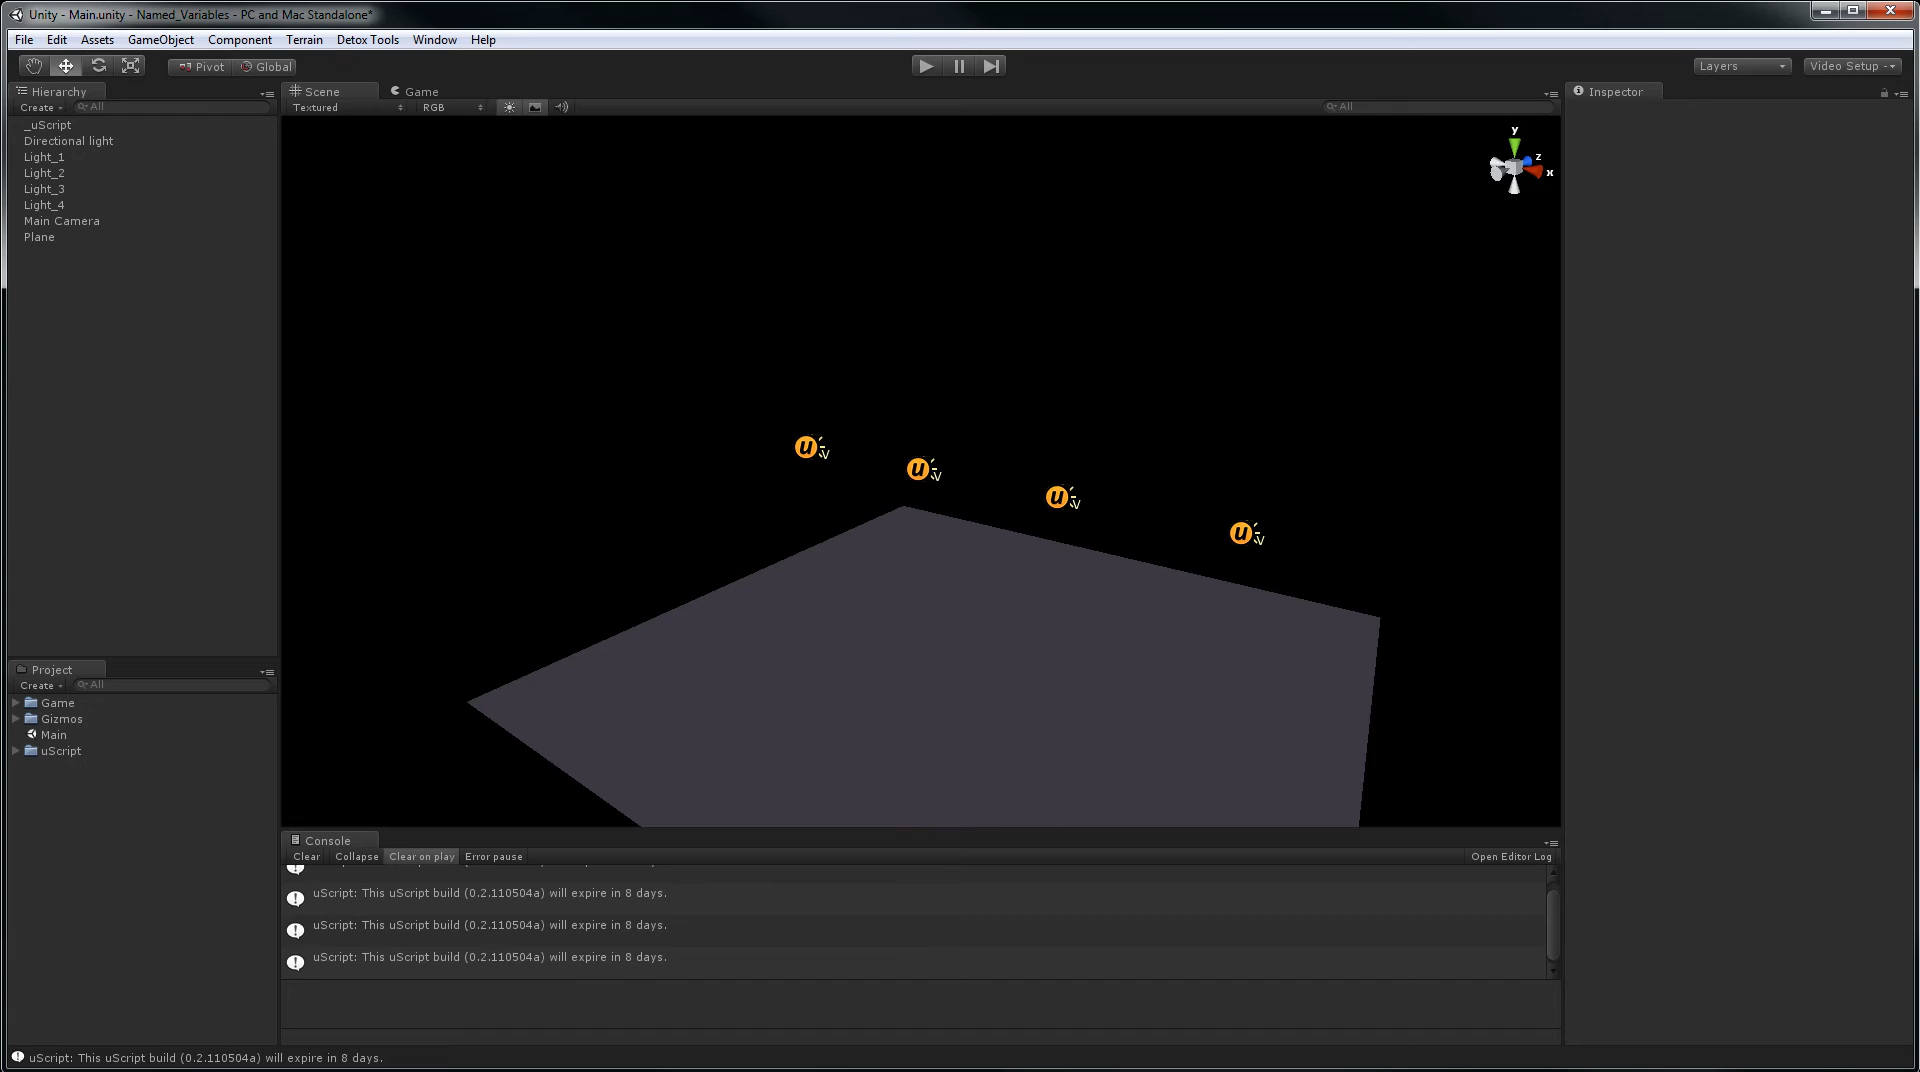 Unity - Main.unity - Named_Variables - PC and Mac Standalone*
File Edit Assets GameObject Component Terrain Detox Tools Window Help
Pivot Global Layers Video Setup
Hierarchy
Create All
_uScript
Directional light
Light_1
Light_2
Light_3
Light_4
Main Camera
Plane
Project
Create All
Game
Gizmos
Main
uScript
Scene Game
Textured RGB All
y
z
x
u
u
u
u
Console
Clear Collapse Clear on play Error pause Open Editor Log
uScript: This uScript build (0.2.110504a) will expire in 8 days.
uScript: This uScript build (0.2.110504a) will expire in 8 days.
uScript: This uScript build (0.2.110504a) will expire in 8 days.
Inspector
uScript: This uScript build (0.2.110504a) will expire in 8 days.